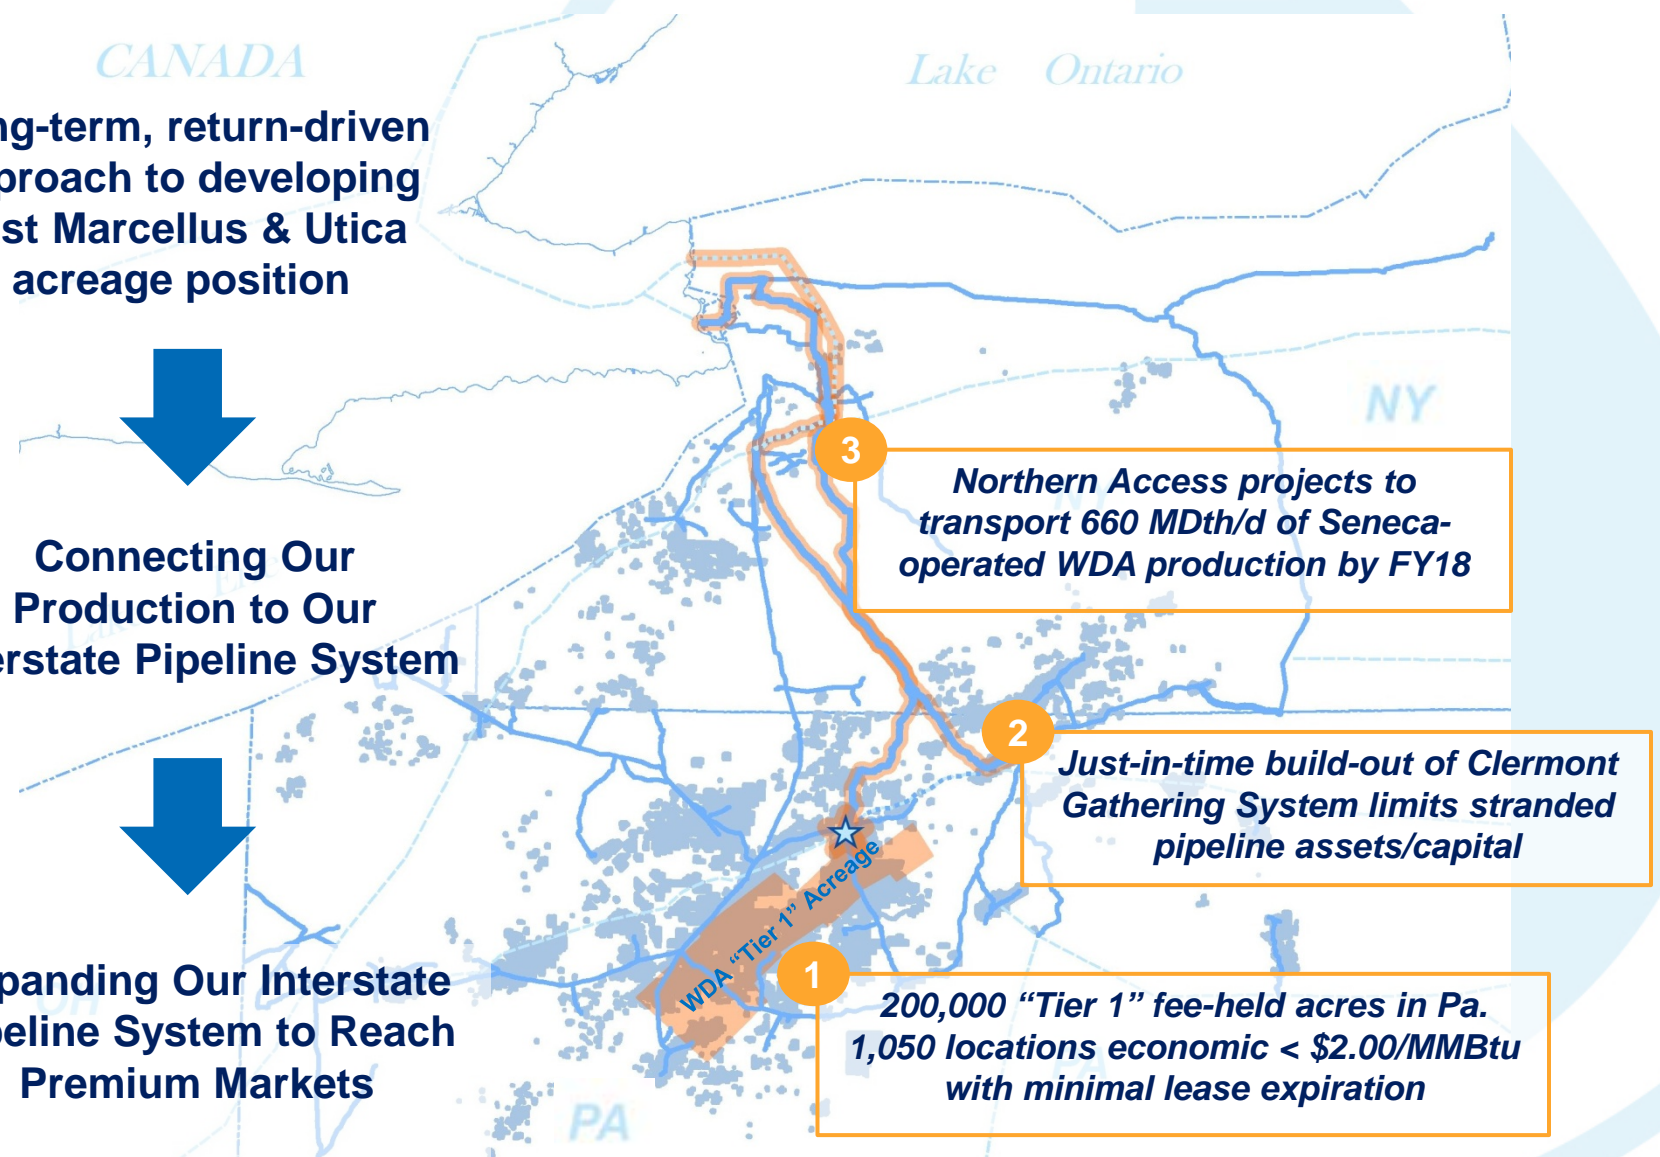 CANADA
Lake Ontario
ng-term, return-driven
proach to developing
st Marcellus & Utica
acreage position
NY
3
Northern Access projects to
transport 660 MDth/d of Seneca-
operated WDA production by FY18
Connecting Our
Production to Our
erstate Pipeline System
2
Just-in-time build-out of Clermont
Gathering System limits stranded
pipeline assets/capital
WDA “Tier 1” Acreage
1
200,000 “Tier 1” fee-held acres in Pa.
1,050 locations economic < $2.00/MMBtu
with minimal lease expiration
panding Our Interstate
peline System to Reach
Premium Markets
OH
PA
PA